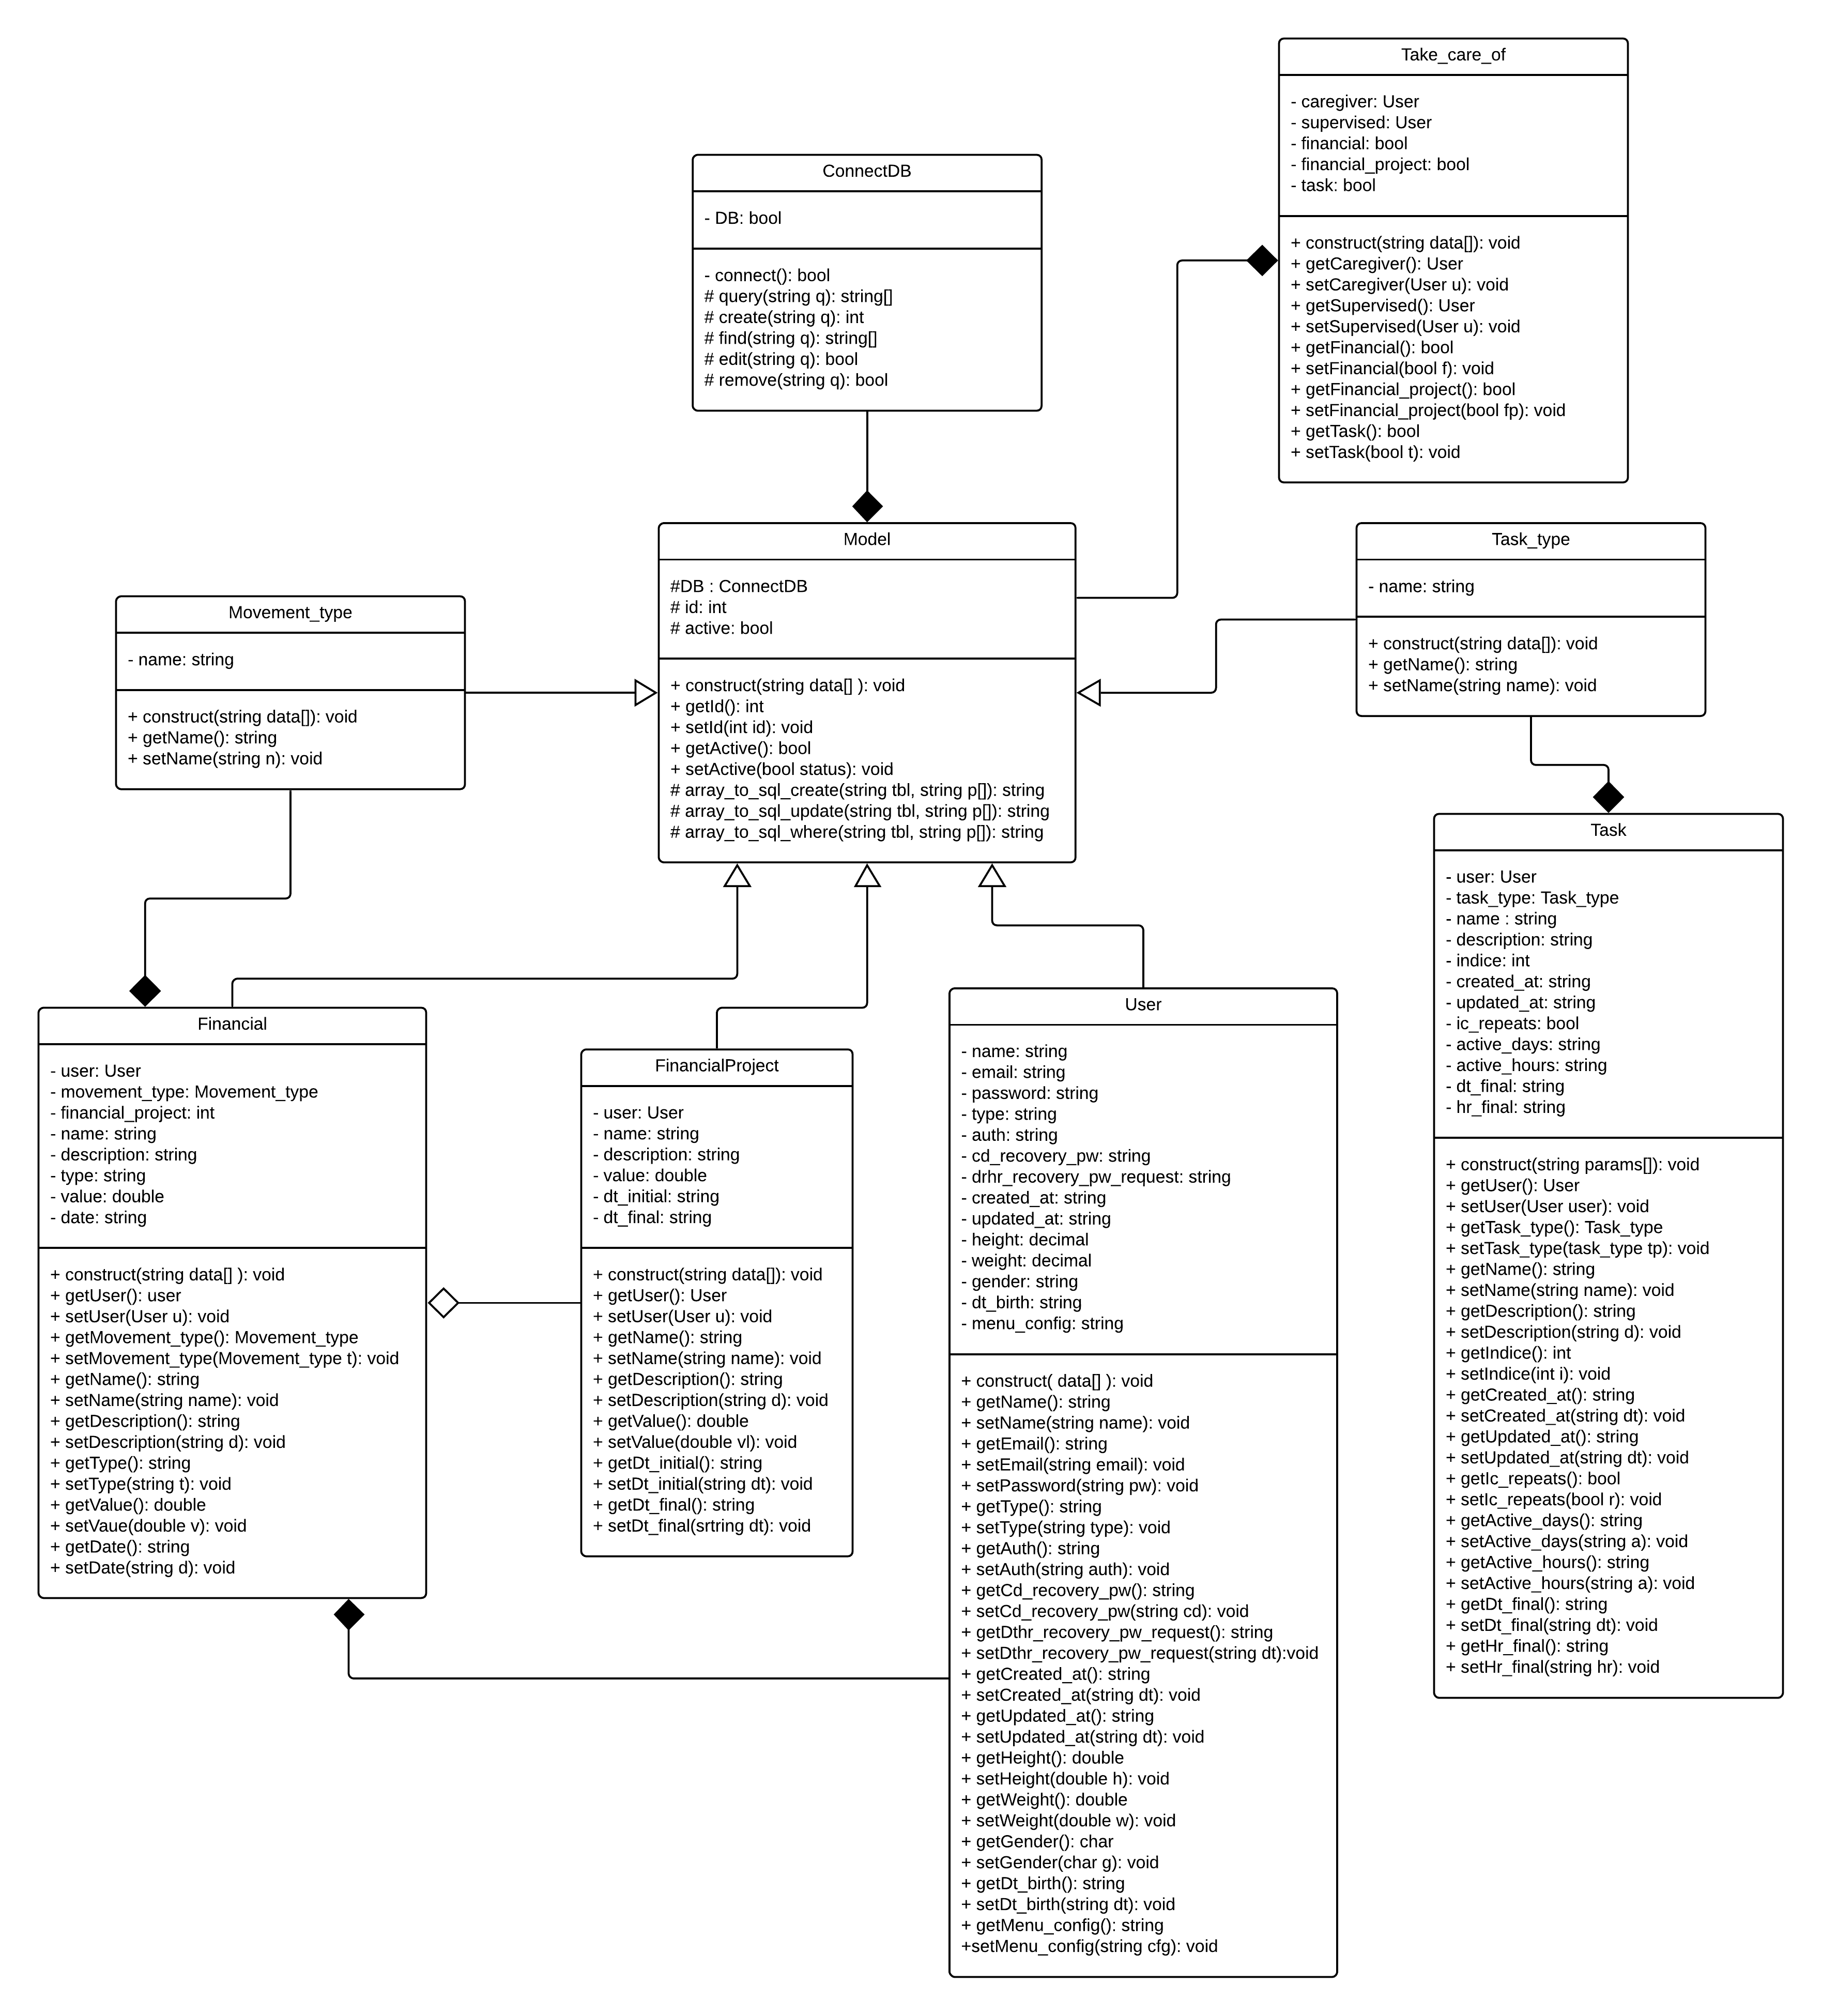 Take_care_of
- caregiver: User
- supervised: User
- financial: bool
- financial_project: bool
- task: bool
+ construct(string data[]): void
+ getCaregiver(): User
+ setCaregiver(User u): void
+ getSupervised(): User
+ setSupervised(User u): void
+ getFinancial(): bool
+ setFinancial(bool f): void
+ getFinancial_project(): bool
+ setFinancial_project(bool fp): void
+ getTask(): bool
+ setTask(bool t): void
ConnectDB
- DB: bool
- connect(): bool
# query(string q): string[]
# create(string q): int
# find(string q): string[]
# edit(string q): bool
# remove(string q): bool
Model
#DB : ConnectDB
# id: int
# active: bool
+ construct(string data[] ): void
+ getId(): int
+ setId(int id): void
+ getActive(): bool
+ setActive(bool status): void
# array_to_sql_create(string tbl, string p[]): string
# array_to_sql_update(string tbl, string p[]): string
# array_to_sql_where(string tbl, string p[]): string
Task_type
- name: string
+ construct(string data[]): void
+ getName(): string
+ setName(string name): void
Movement_type
- name: string
+ construct(string data[]): void
+ getName(): string
+ setName(string n): void
Task
- user: User
- task_type: Task_type
- name : string
- description: string
- indice: int
- created_at: string
- updated_at: string
- ic_repeats: bool
- active_days: string
- active_hours: string
- dt_final: string
- hr_final: string
+ construct(string params[]): void
+ getUser(): User
+ setUser(User user): void
+ getTask_type(): Task_type
+ setTask_type(task_type tp): void
+ getName(): string
+ setName(string name): void
+ getDescription(): string
+ setDescription(string d): void
+ getIndice(): int
+ setIndice(int i): void
+ getCreated_at(): string
+ setCreated_at(string dt): void
+ getUpdated_at(): string
+ setUpdated_at(string dt): void
+ getIc_repeats(): bool
+ setIc_repeats(bool r): void
+ getActive_days(): string
+ setActive_days(string a): void
+ getActive_hours(): string
+ setActive_hours(string a): void
+ getDt_final(): string
+ setDt_final(string dt): void
+ getHr_final(): string
+ setHr_final(string hr): void
Financial
- user: User
- movement_type: Movement_type
- financial_project: int
- name: string
- description: string
- type: string
- value: double
- date: string
+ construct(string data[] ): void
+ getUser(): user
+ setUser(User u): void
+ getMovement_type(): Movement_type
+ setMovement_type(Movement_type t): void
+ getName(): string
+ setName(string name): void
+ getDescription(): string
+ setDescription(string d): void
+ getType(): string
+ setType(string t): void
+ getValue(): double
+ setVaue(double v): void
+ getDate(): string
+ setDate(string d): void
FinancialProject
- user: User
- name: string
- description: string
- value: double
- dt_initial: string
- dt_final: string
+ construct(string data[]): void
+ getUser(): User
+ setUser(User u): void
+ getName(): string
+ setName(string name): void
+ getDescription(): string
+ setDescription(string d): void
+ getValue(): double
+ setValue(double vl): void
+ getDt_initial(): string
+ setDt_initial(string dt): void
+ getDt_final(): string
+ setDt_final(srtring dt): void
User
- name: string
- email: string
- password: string
- type: string
- auth: string
- cd_recovery_pw: string
- drhr_recovery_pw_request: string
- created_at: string
- updated_at: string
- height: decimal
- weight: decimal
- gender: string
- dt_birth: string
- menu_config: string
+ construct( data[] ): void
+ getName(): string
+ setName(string name): void
+ getEmail(): string
+ setEmail(string email): void
+ setPassword(string pw): void
+ getType(): string
+ setType(string type): void
+ getAuth(): string
+ setAuth(string auth): void
+ getCd_recovery_pw(): string
+ setCd_recovery_pw(string cd): void
+ getDthr_recovery_pw_request(): string
+ setDthr_recovery_pw_request(string dt):void
+ getCreated_at(): string
+ setCreated_at(string dt): void
+ getUpdated_at(): string
+ setUpdated_at(string dt): void
+ getHeight(): double
+ setHeight(double h): void
+ getWeight(): double
+ setWeight(double w): void
+ getGender(): char
+ setGender(char g): void
+ getDt_birth(): string
+ setDt_birth(string dt): void
+ getMenu_config(): string
+setMenu_config(string cfg): void